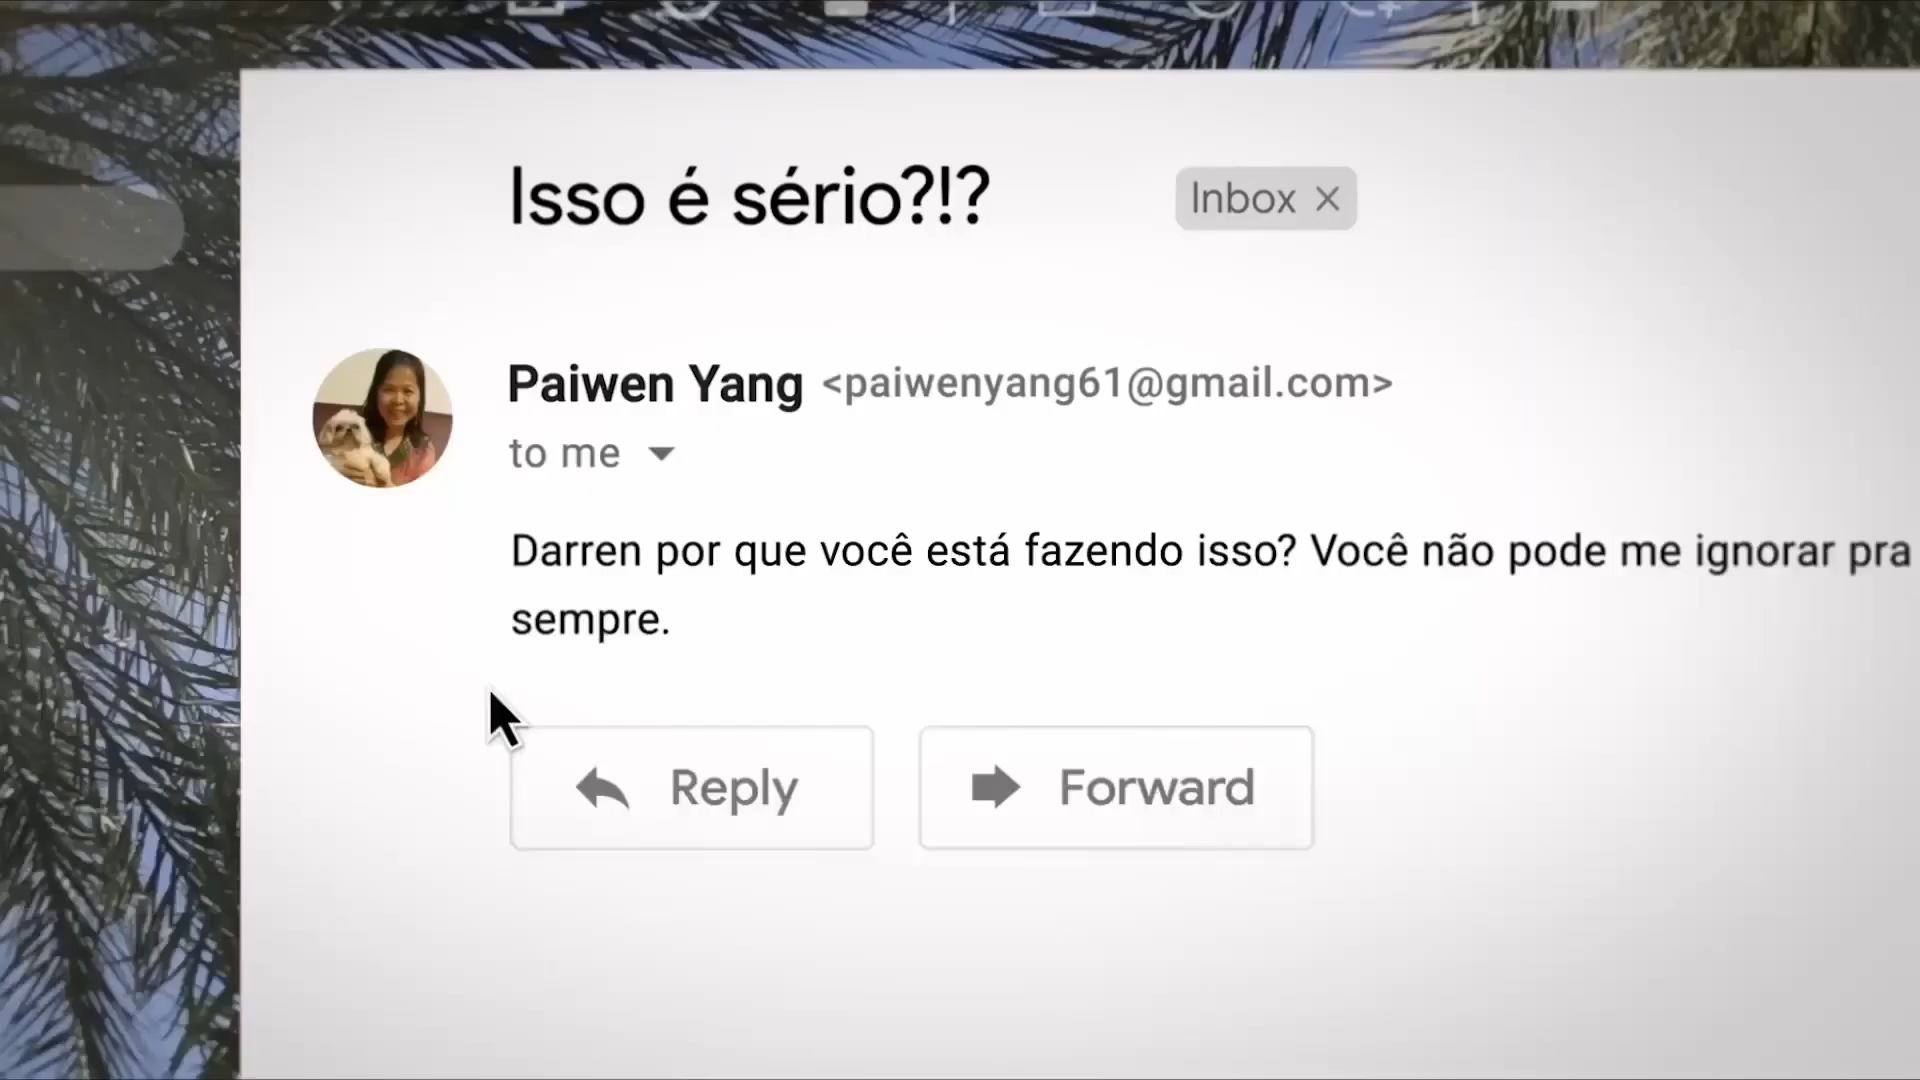 Isso é sério?!?
Inbox
Paiwen Yang <paiwenyang61@gmail.com>
to me
Darren por que você está fazendo isso? Você não pode me ignorar pra
sempre.
Reply
Forward